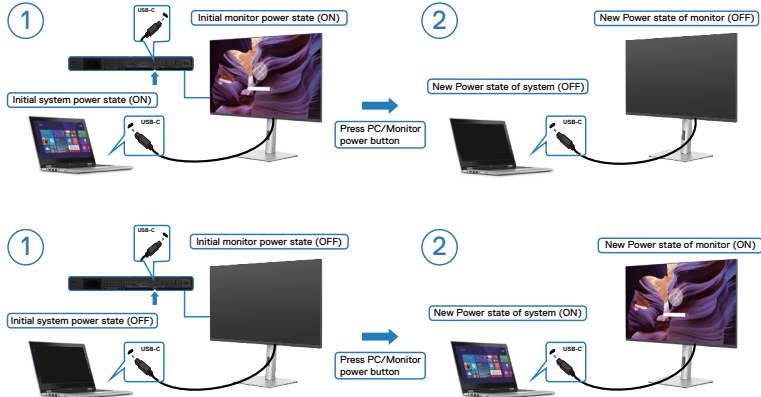 1
USB-C
Initial monitor power state (ON)
2
New Power state of monitor (OFF)
Initial system power state (ON)
USB-C
Press PC/Monitor
power button
New Power state of system (OFF)
USB-C
1
USB-C
Initial monitor power state (OFF)
2
New Power state of monitor (ON)
Initial system power state (OFF)
USB-C
Press PC/Monitor
power button
New Power state of system (ON)
USB-C